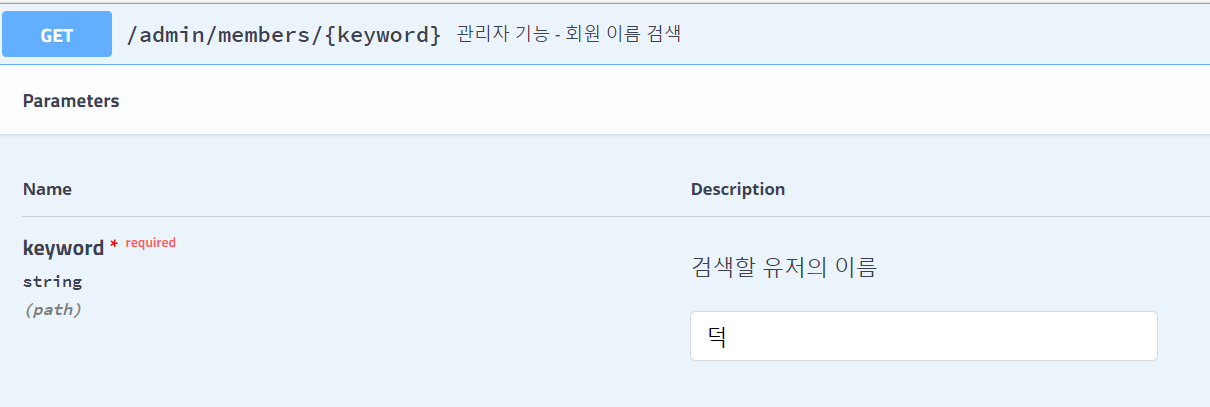 GET /admin/members/{keyword} 관리자 기능 - 회원 이름 검색
Parameters
Name Description
keyword * required
string
(path)
검색할 유저의 이름
덕